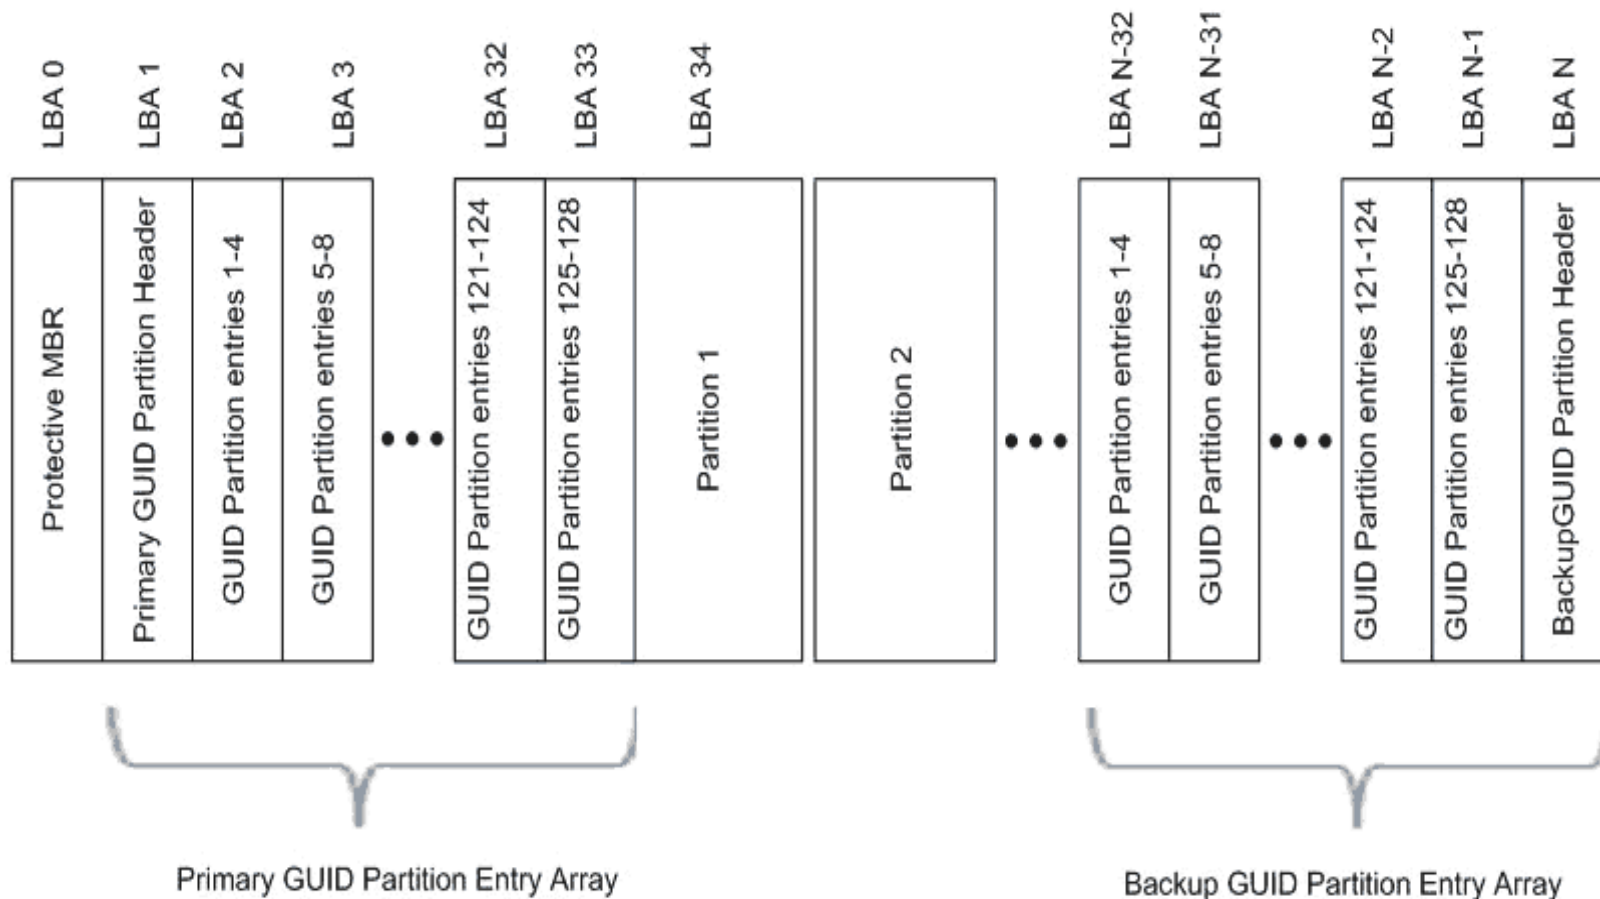 LBA 0
LBA 1
LBA 2
LBA 3
LBA 32
LBA 33
LBA 34
LBA N-32
LBA N-31
LBA N-2
LBA N-1
LBA N
Protective MBR
Primary GUID Partition Header
GUID Partition entries 1-4
GUID Partition entries 5-8
GUID Partition entries 121-124
GUID Partition entries 125-128
Partition 1
Partition 2
GUID Partition entries 1-4
GUID Partition entries 5-8
GUID Partition entries 121-124
GUID Partition entries 125-128
BackupGUID Partition Header
Primary GUID Partition Entry Array
Backup GUID Partition Entry Array